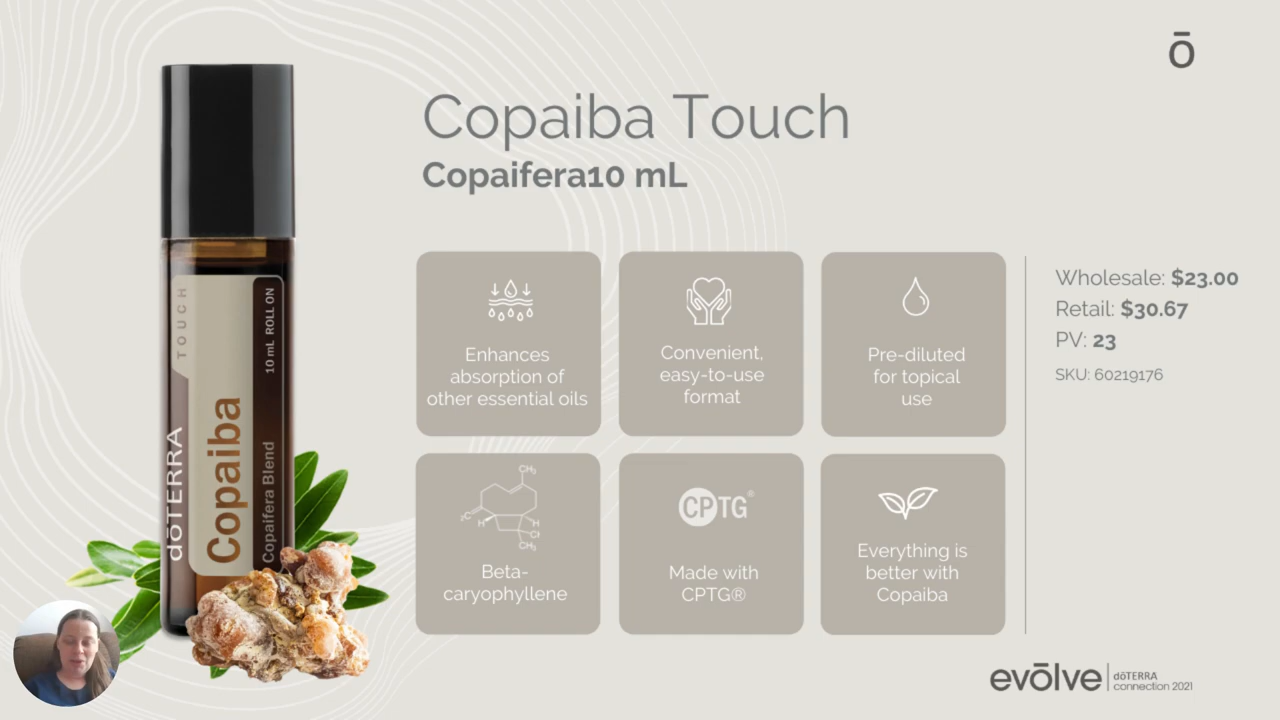 ō
Copaiba Touch
Copaifera10 mL
TOUCH
10 mL ROLL ON
dōTERRA
Copaiba
Copaifera Blend
Enhances
absorption of
other essential oils
Convenient,
easy-to-use
format
Pre-diluted
for topical
use
Wholesale: $23.00
Retail: $30.67
PV: 23
SKU: 60219176
CH₃
H
H
CH₃
Beta-
caryophyllene
CPTG®
Made with
CPTG®
Everything is
better with
Copaiba
evōlve
dōTERRA
connection 2021